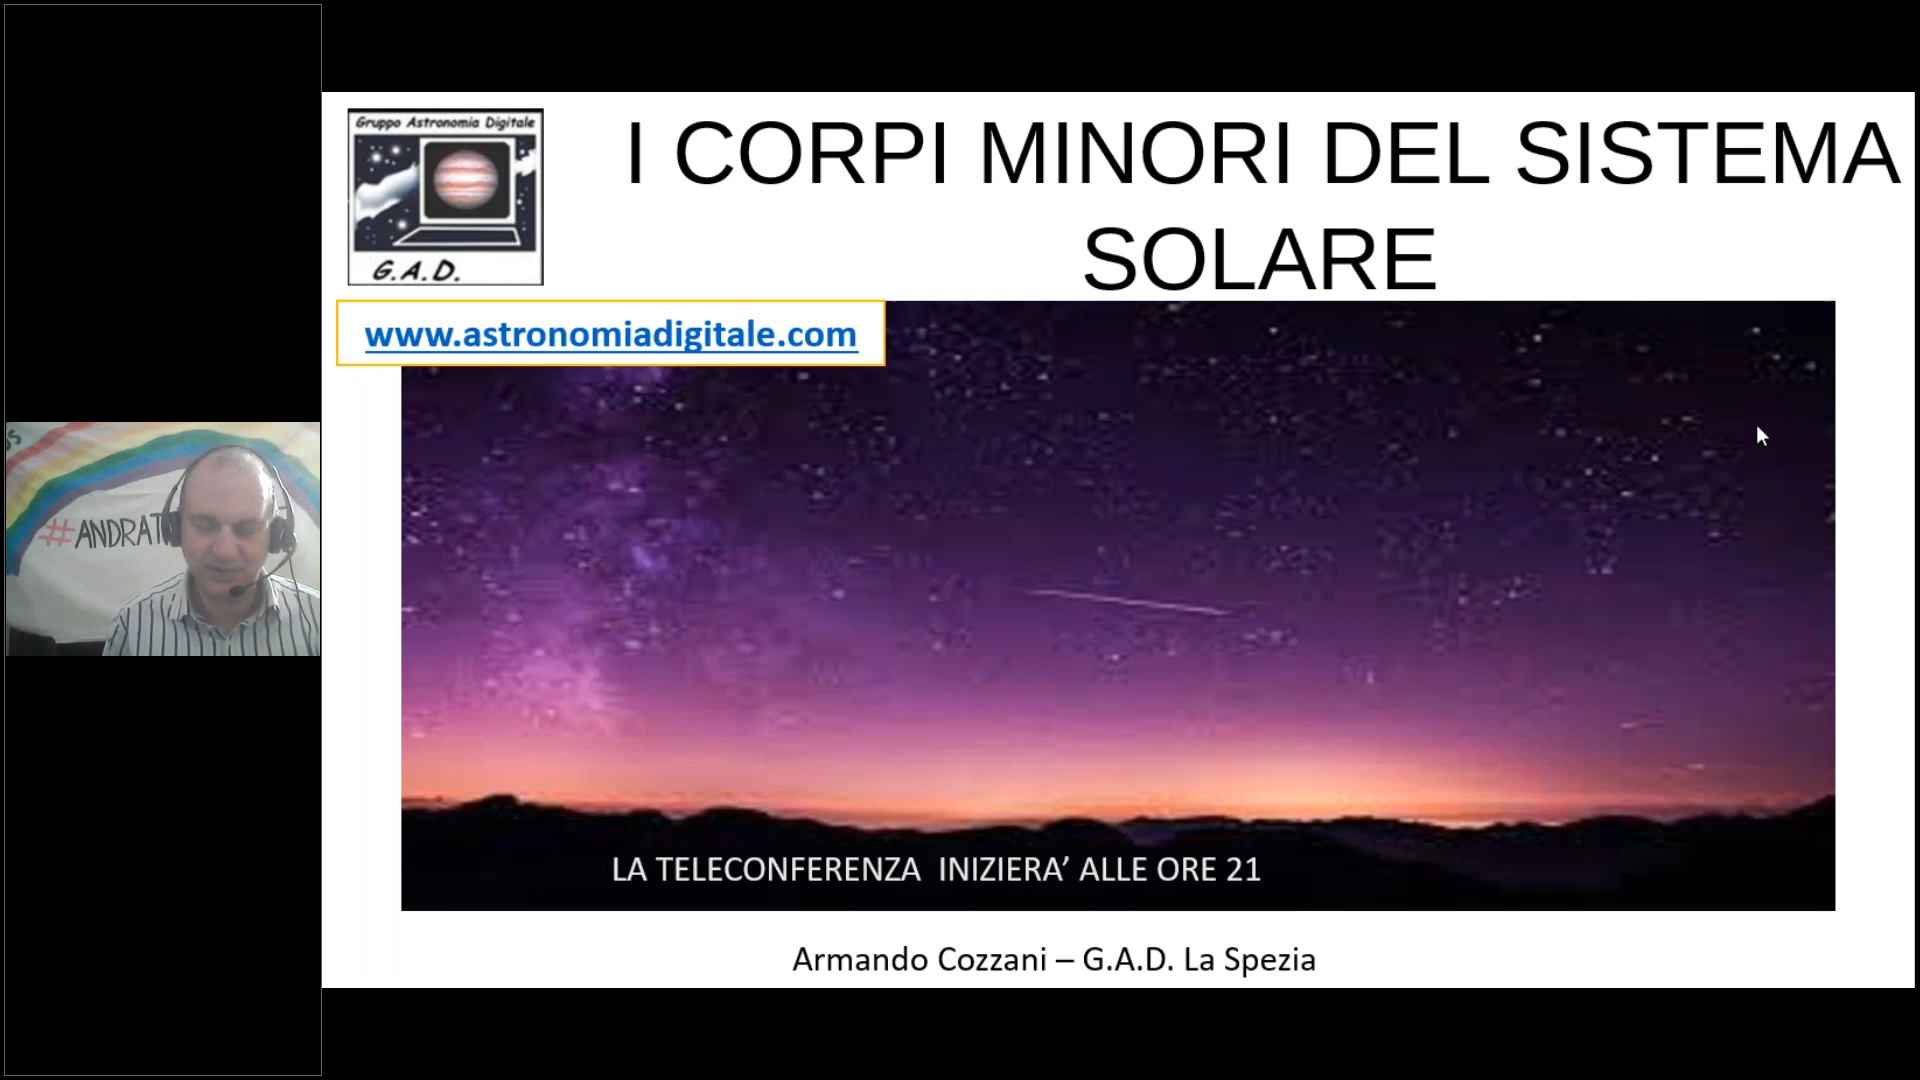 Gruppo Astronomia Digitale
G.A.D.
I CORPI MINORI DEL SISTEMA
SOLARE
www.astronomiadigitale.com
#ANDRAT
LA TELECONFERENZA  INIZIERA’ ALLE ORE 21
Armando Cozzani – G.A.D. La Spezia